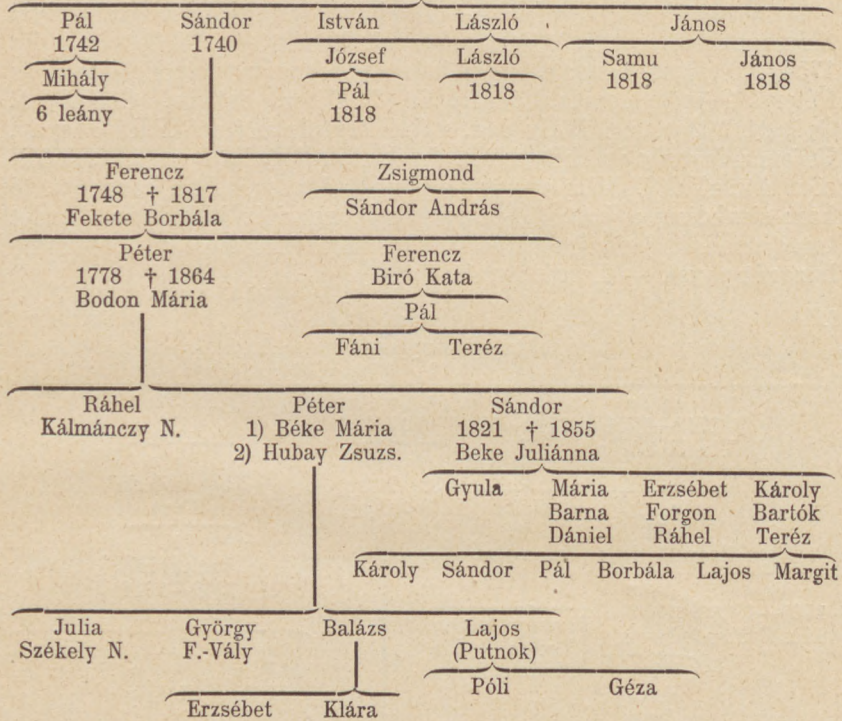 Pál Sándor István László János
1742 1740
József László Samu János
Mihály Pál 1818 1818 1818
6 leány 1818
Ferencz Zsigmond
1748 † 1817
Fekete Borbála Sándor András
Péter Ferencz
1778 † 1864 Biró Kata
Bodon Mária
Pál
Fáni Teréz
Ráhel Péter Sándor
Kálmánczy N. 1) Béke Mária 1821 † 1855
2) Hubay Zsuzs. Beke Juliánna
Gyula Mária Erzsébet Károly
Barna Forgon Bartók
Dániel Ráhel Teréz
Károly Sándor Pál Borbála Lajos Margit
Julia György Balázs Lajos
Székely N. F.-Vály (Putnok)
Póli Géza
Erzsébet Klára